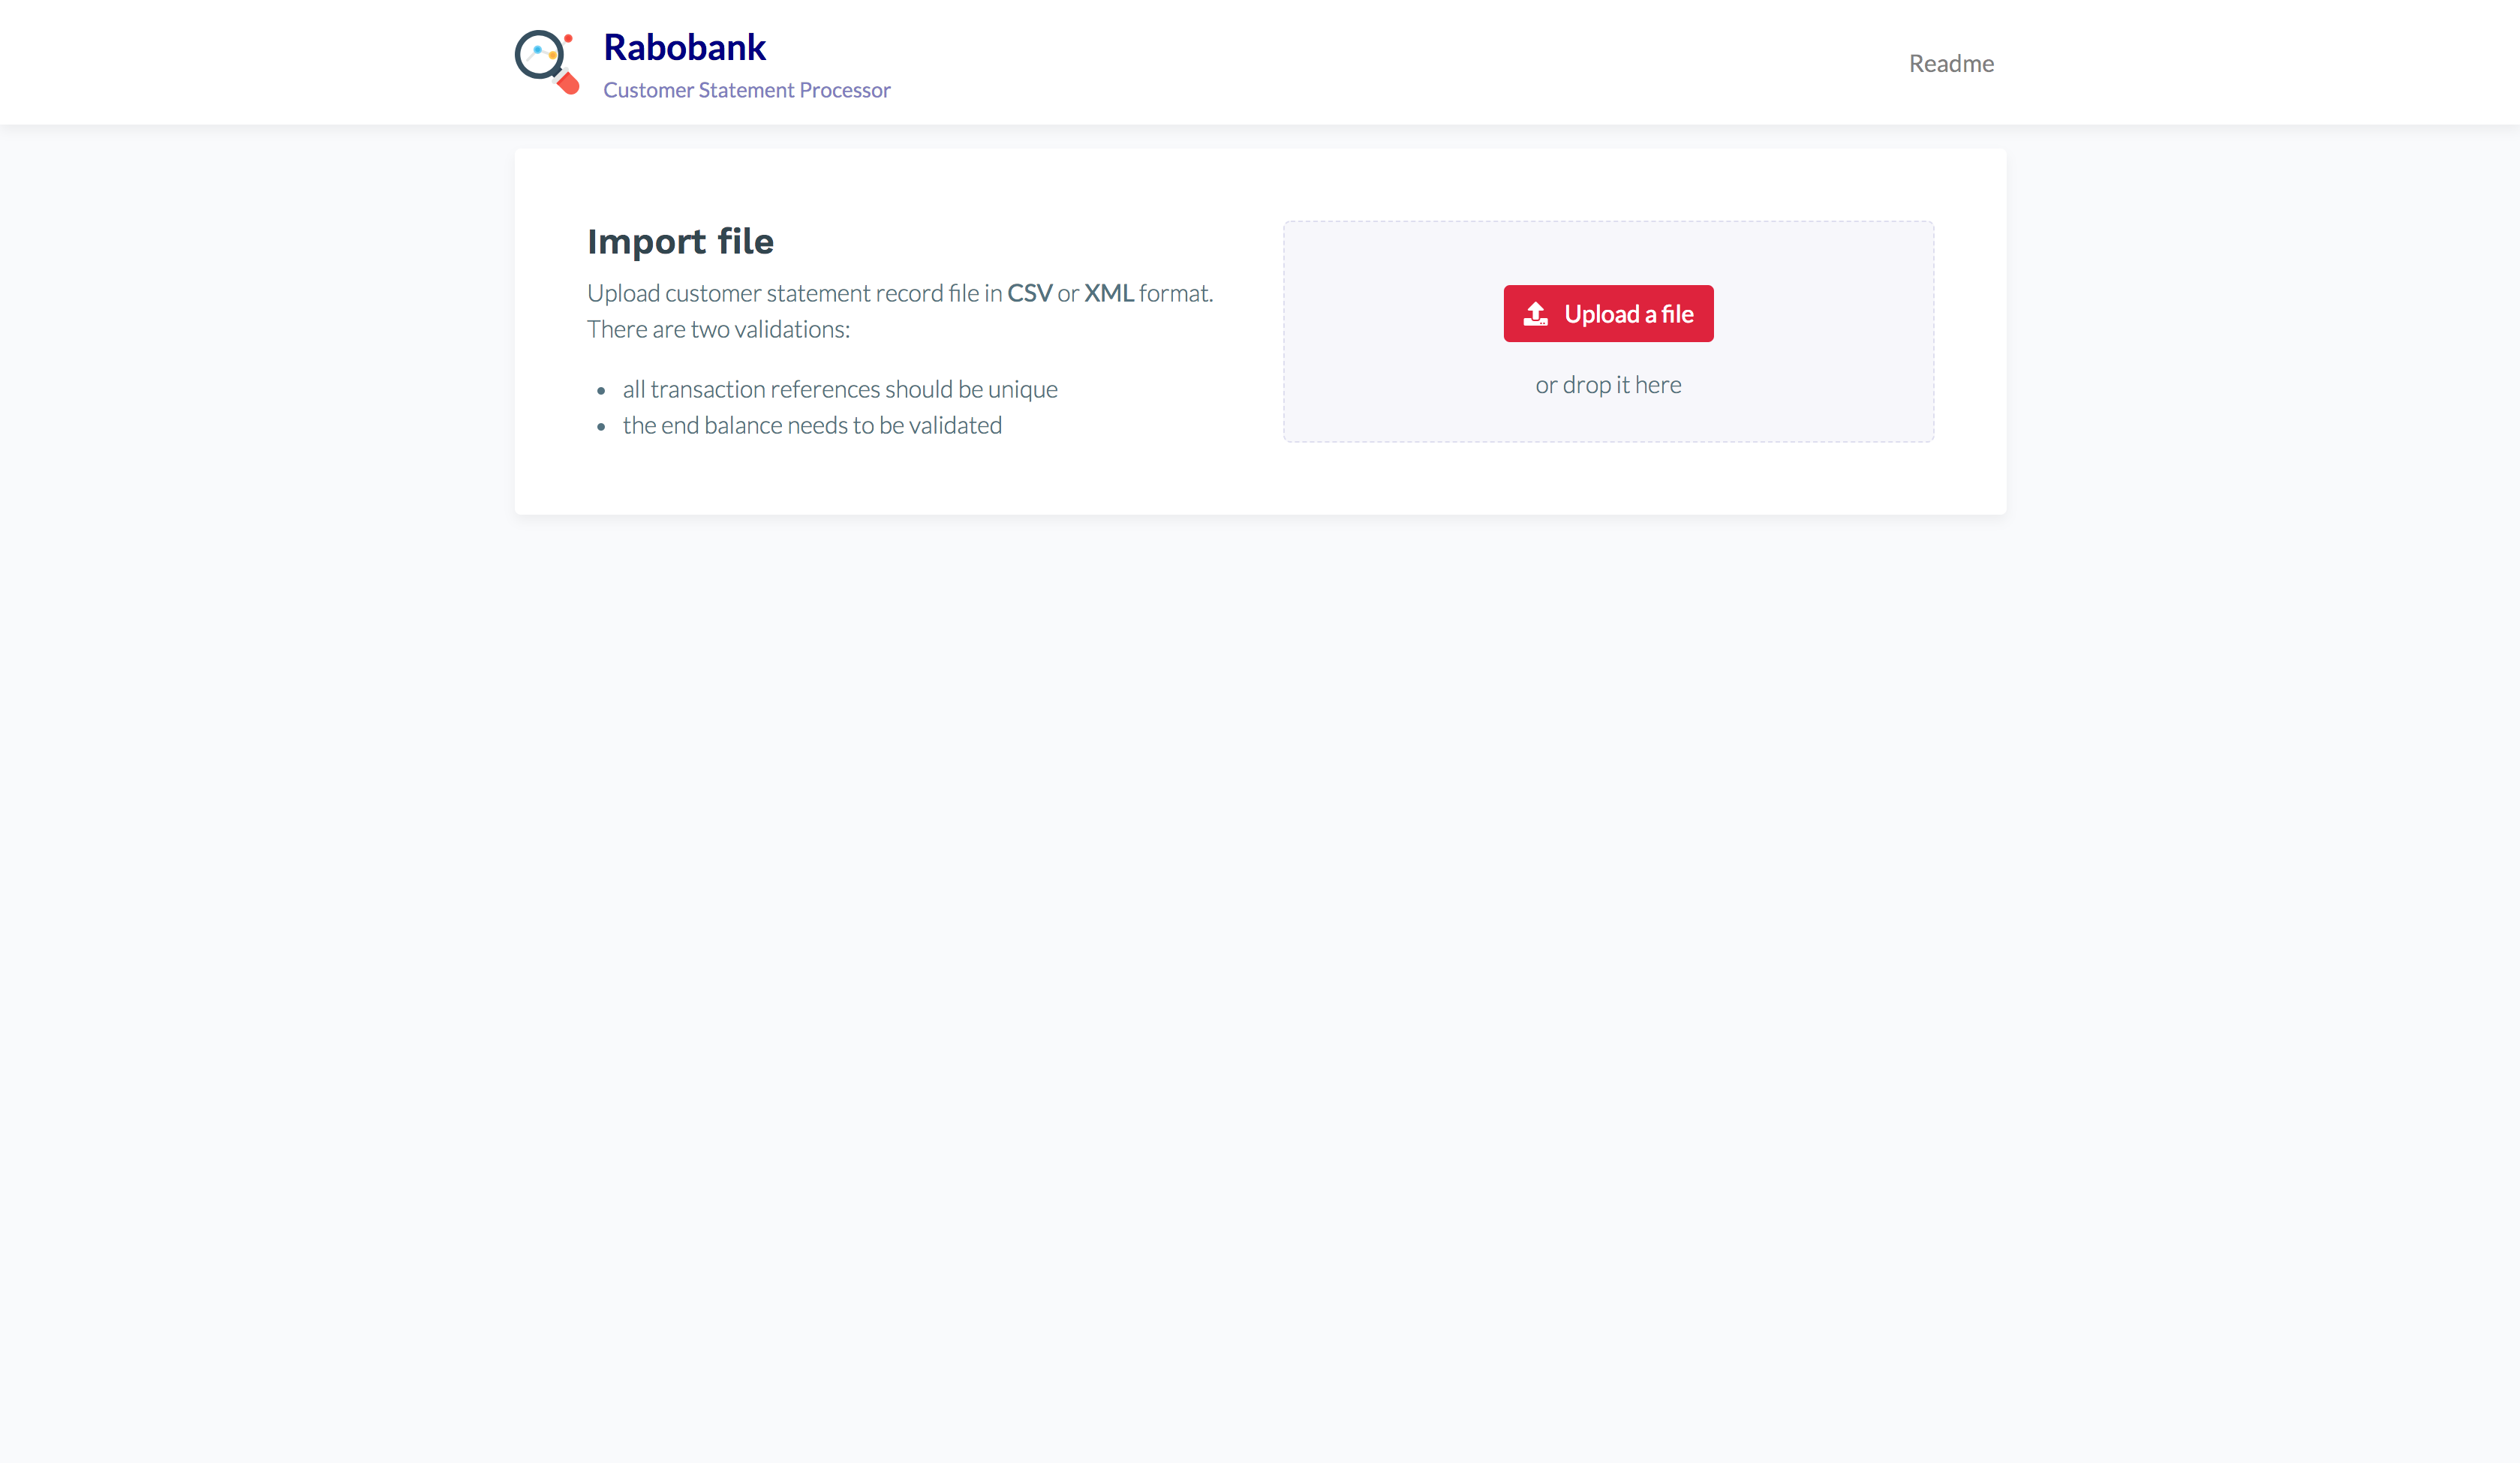 Rabobank
Customer Statement Processor
Readme
Import file
Upload customer statement record file in CSV or XML format.
There are two validations:
all transaction references should be unique
the end balance needs to be validated
Upload a file
or drop it here